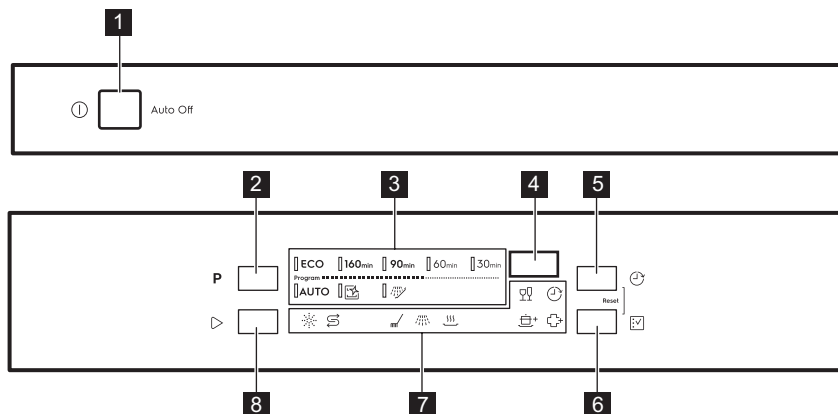 1
Auto Off
2 3 4 5
ECO 160min 90min 60min 30min
P
Program
AUTO
Reset
8 7 6